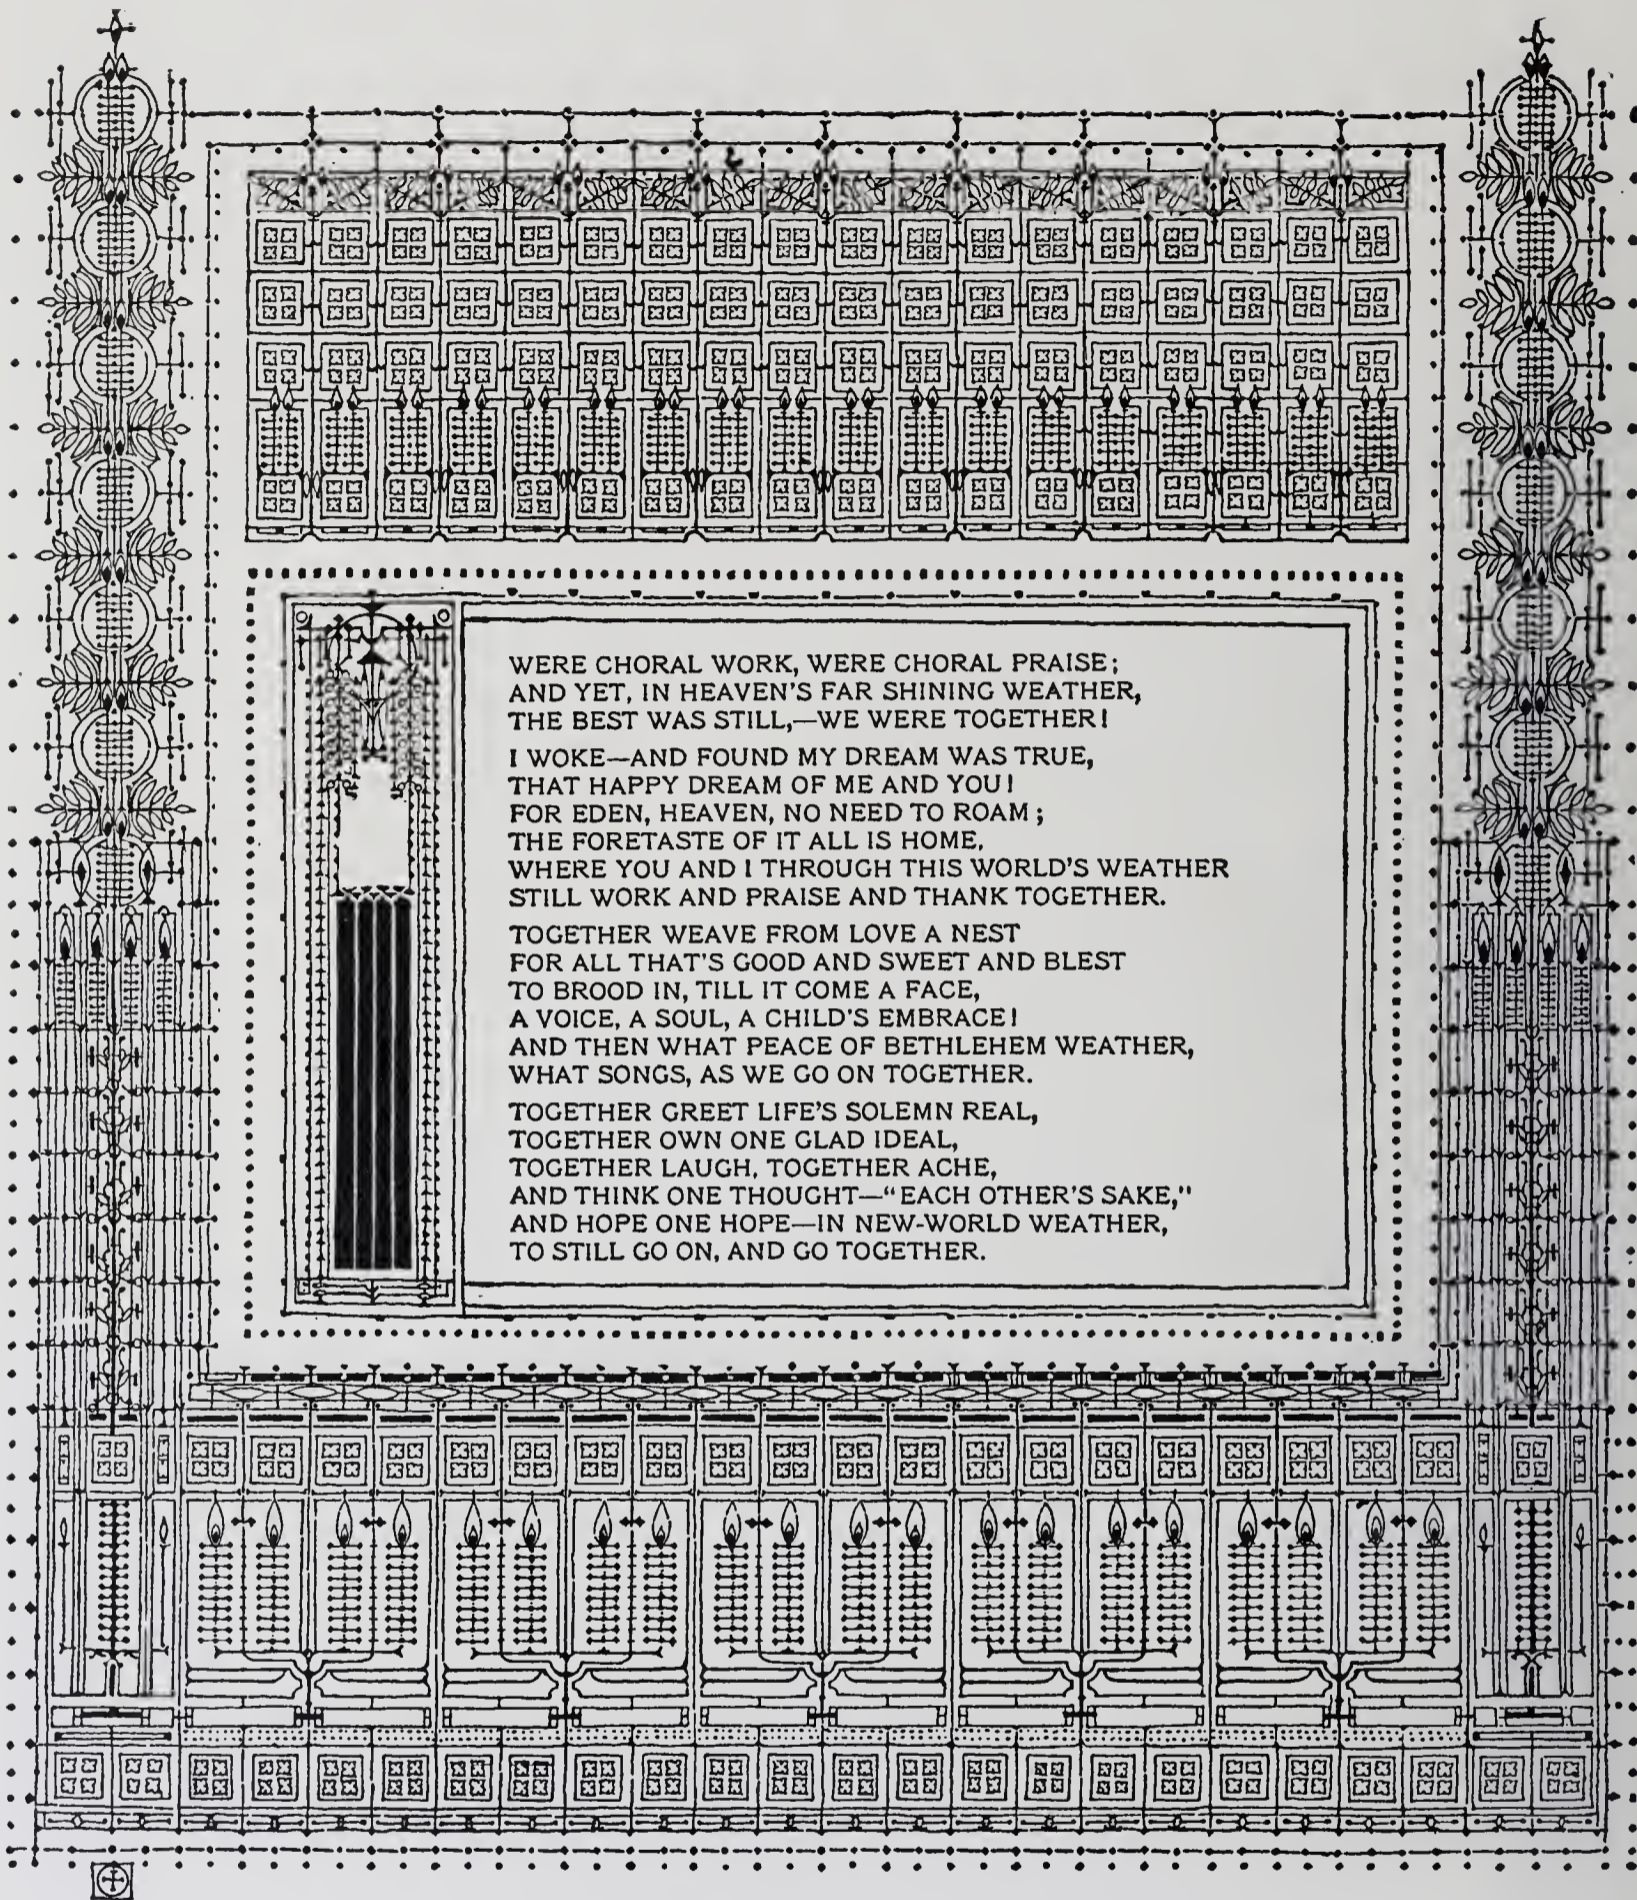 WERE CHORAL WORK, WERE CHORAL PRAISE;
AND YET, IN HEAVEN'S FAR SHINING WEATHER,
THE BEST WAS STILL,—WE WERE TOGETHER!
I WOKE—AND FOUND MY DREAM WAS TRUE,
THAT HAPPY DREAM OF ME AND YOU!
FOR EDEN, HEAVEN, NO NEED TO ROAM;
THE FORETASTE OF IT ALL IS HOME,
WHERE YOU AND I THROUGH THIS WORLD'S WEATHER
STILL WORK AND PRAISE AND THANK TOGETHER.
TOGETHER WEAVE FROM LOVE A NEST
FOR ALL THAT'S GOOD AND SWEET AND BLEST
TO BROOD IN, TILL IT COME A FACE,
A VOICE, A SOUL, A CHILD'S EMBRACE!
AND THEN WHAT PEACE OF BETHLEHEM WEATHER,
WHAT SONGS, AS WE GO ON TOGETHER.
TOGETHER GREET LIFE'S SOLEMN REAL,
TOGETHER OWN ONE GLAD IDEAL,
TOGETHER LAUGH, TOGETHER ACHE,
AND THINK ONE THOUGHT—"EACH OTHER'S SAKE,"
AND HOPE ONE HOPE—IN NEW-WORLD WEATHER,
TO STILL GO ON, AND GO TOGETHER.